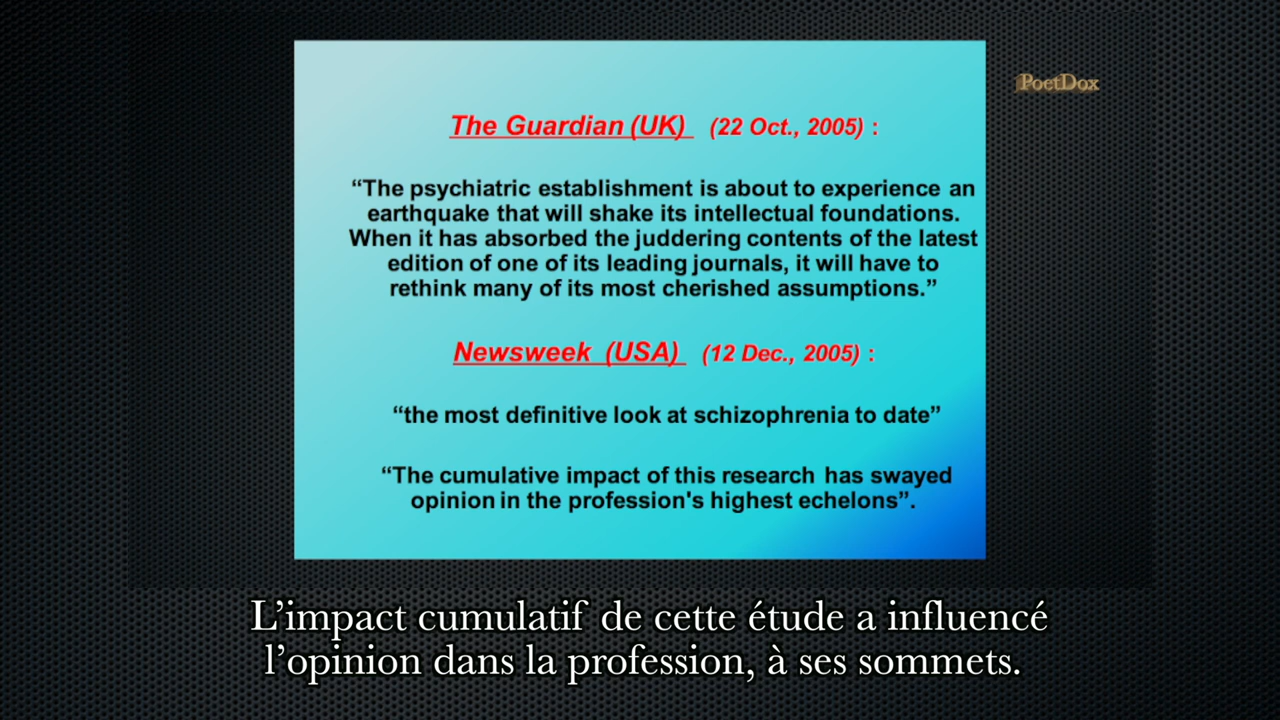 PoetDox
The Guardian (UK) (22 Oct., 2005) :
“The psychiatric establishment is about to experience an
earthquake that will shake its intellectual foundations.
When it has absorbed the juddering contents of the latest
edition of one of its leading journals, it will have to
rethink many of its most cherished assumptions.”
Newsweek (USA) (12 Dec., 2005) :
“the most definitive look at schizophrenia to date”
“The cumulative impact of this research has swayed
opinion in the profession's highest echelons”.
L’impact cumulatif de cette étude a influencé
l’opinion dans la profession, à ses sommets.